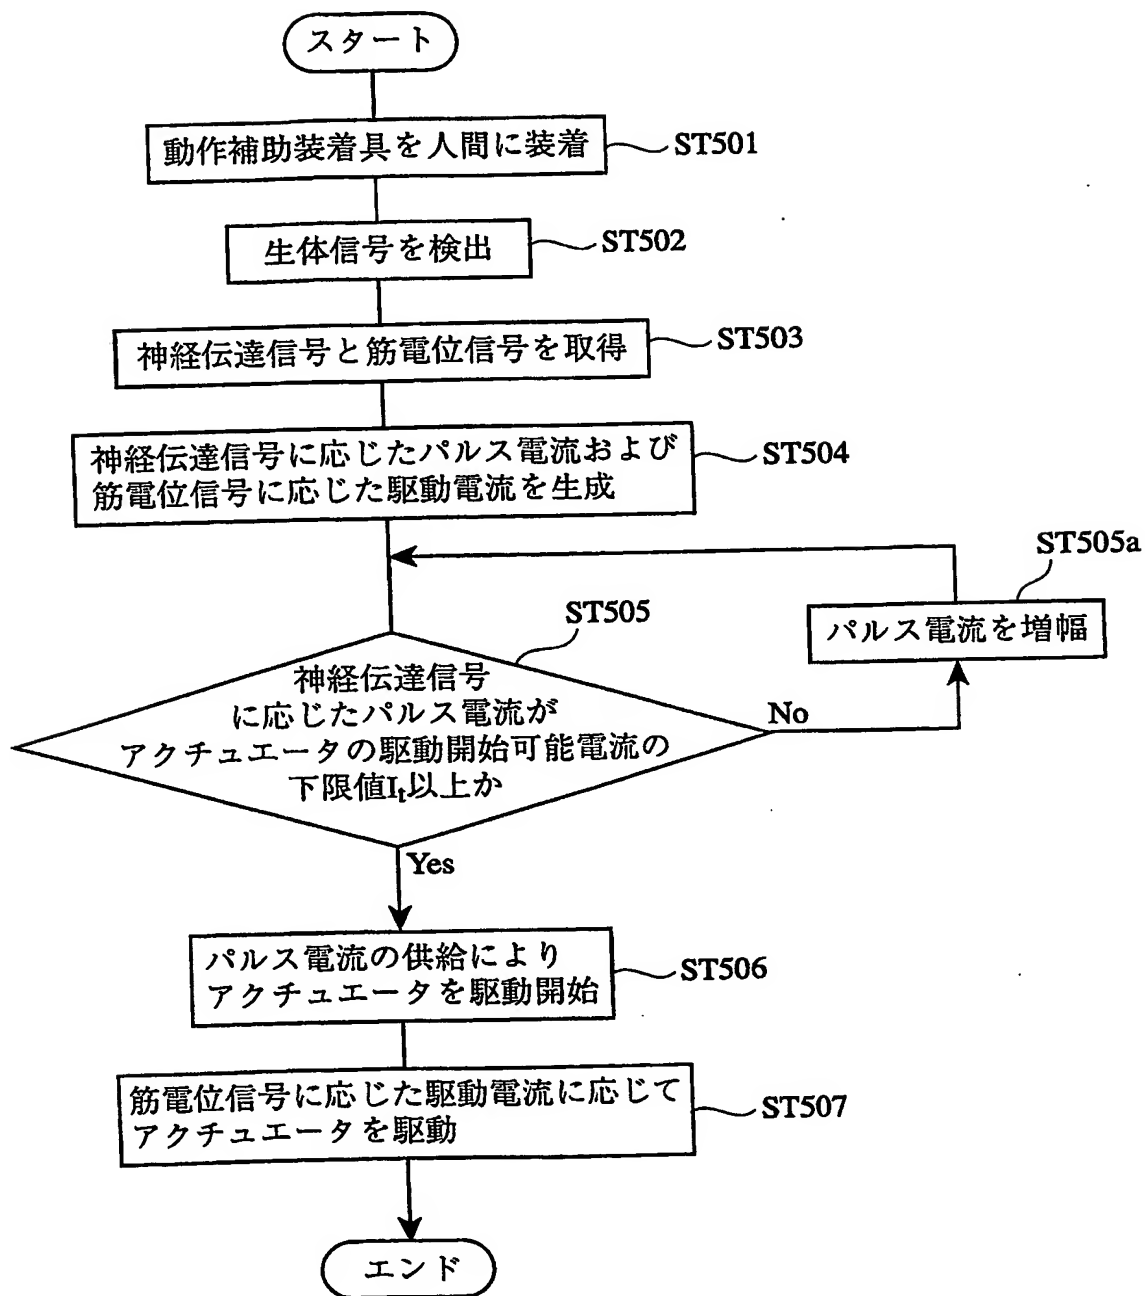 スタート
動作補助装着具を人間に装着
ST501
生体信号を検出
ST502
神経伝達信号と筋電位信号を取得
ST503
神経伝達信号に応じたパルス電流および
筋電位信号に応じた駆動電流を生成
ST504
ST505a
パルス電流を増幅
ST505
神経伝達信号
に応じたパルス電流が
アクチュエータの駆動開始可能電流の
下限値It以上か
No
Yes
パルス電流の供給により
アクチュエータを駆動開始
ST506
筋電位信号に応じた駆動電流に応じて
アクチュエータを駆動
ST507
エンド